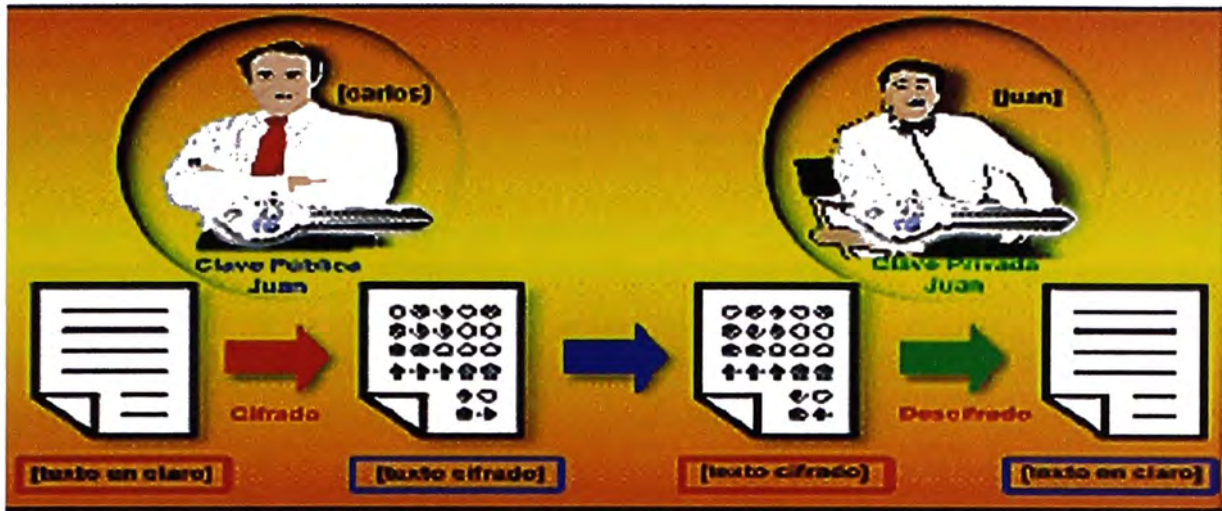 [carlos]
[juan]
Clave Pública
Juan
Clave Privada
Juan
Cifrado
Descifrado
[texto en claro]
[texto cifrado]
[texto cifrado]
[texto en claro]